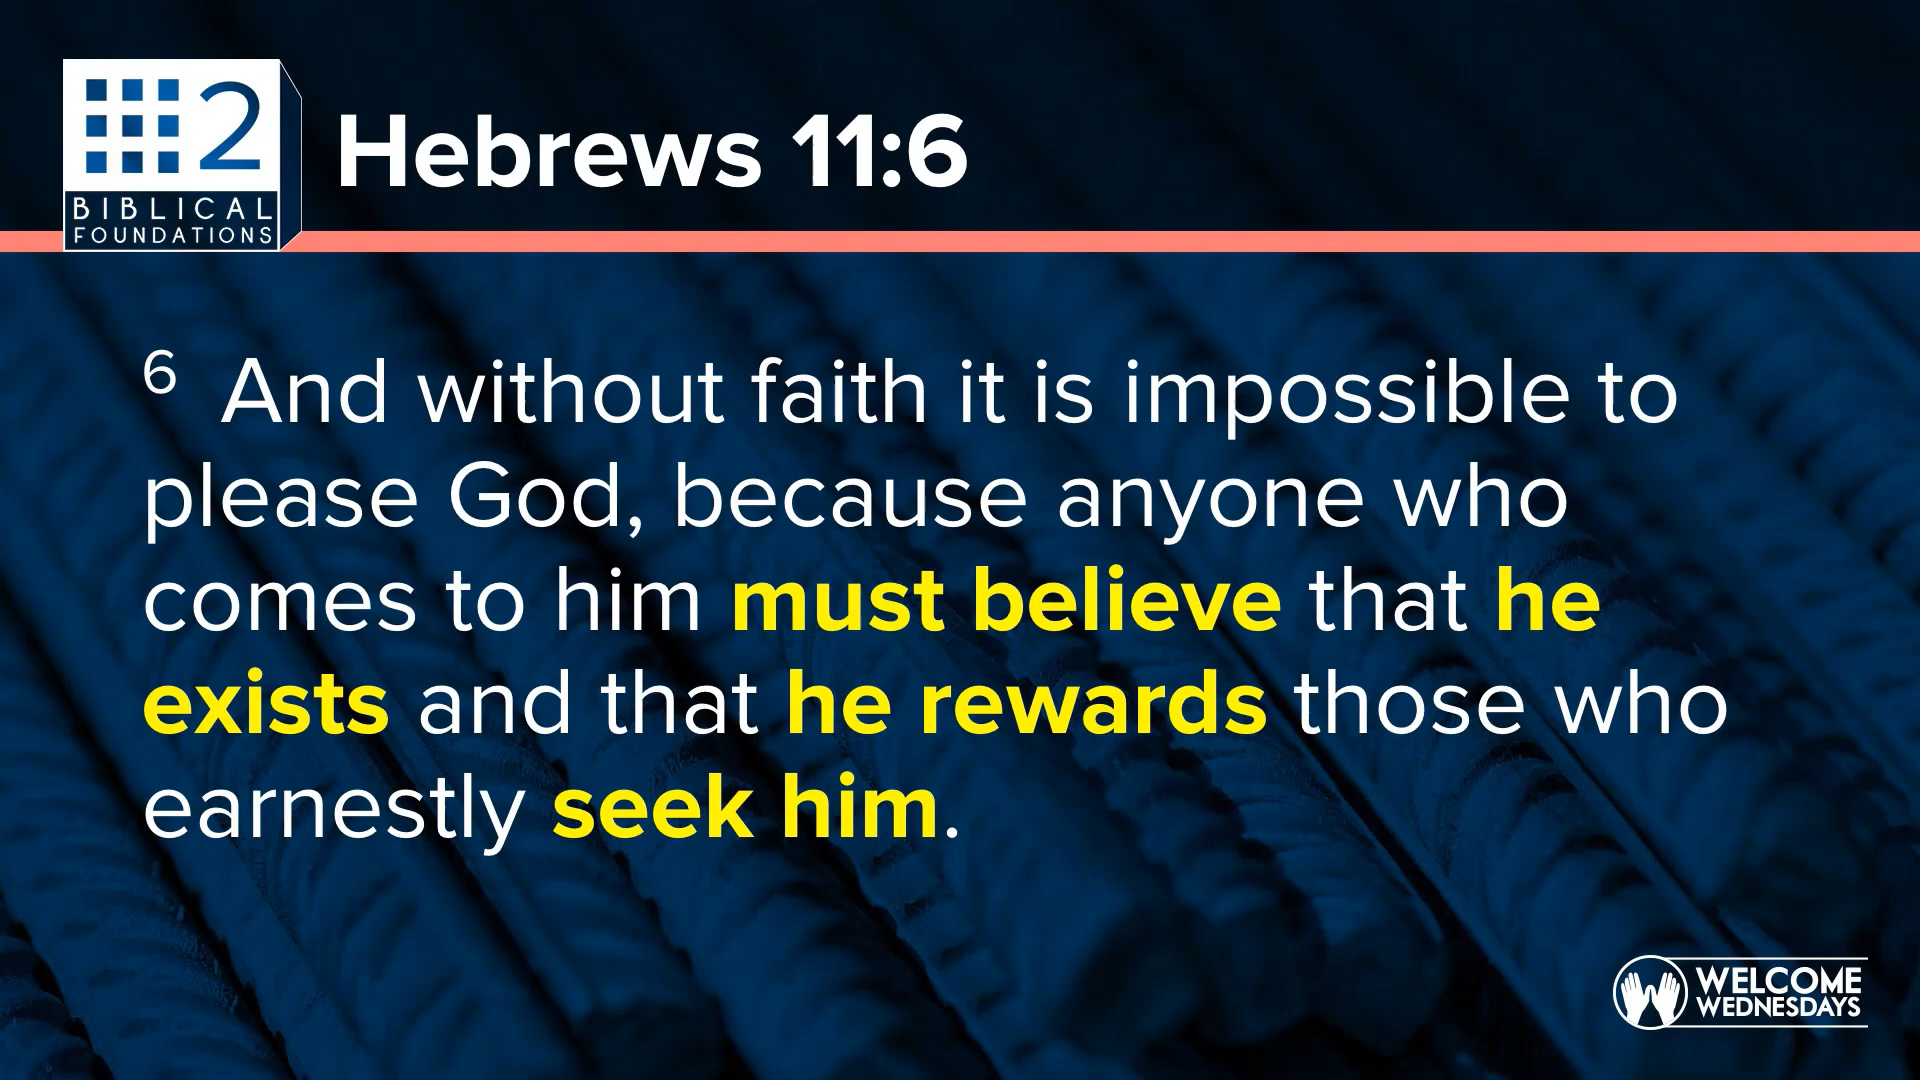 2
BIBLICAL
FOUNDATIONS
Hebrews 11:6
6 And without faith it is impossible to
please God, because anyone who
comes to him must believe that he
exists and that he rewards those who
earnestly seek him.
WELCOME
WEDNESDAYS